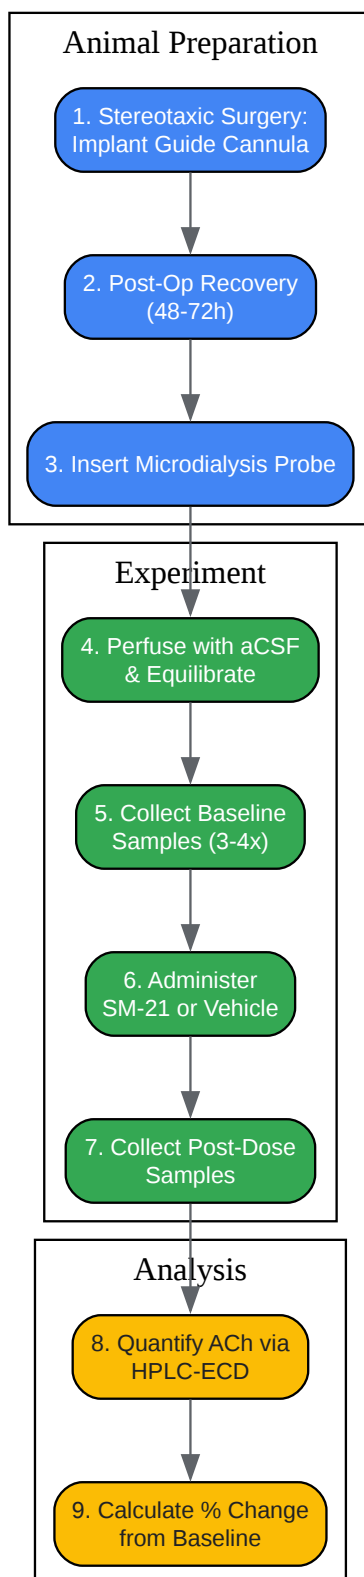 Animal Preparation
1. Stereotaxic Surgery:
Implant Guide Cannula
2. Post-Op Recovery
(48-72h)
3. Insert Microdialysis Probe
Experiment
4. Perfuse with aCSF
& Equilibrate
5. Collect Baseline
Samples (3-4x)
6. Administer
SM-21 or Vehicle
7. Collect Post-Dose
Samples
Analysis
8. Quantify ACh via
HPLC-ECD
9. Calculate % Change
from Baseline